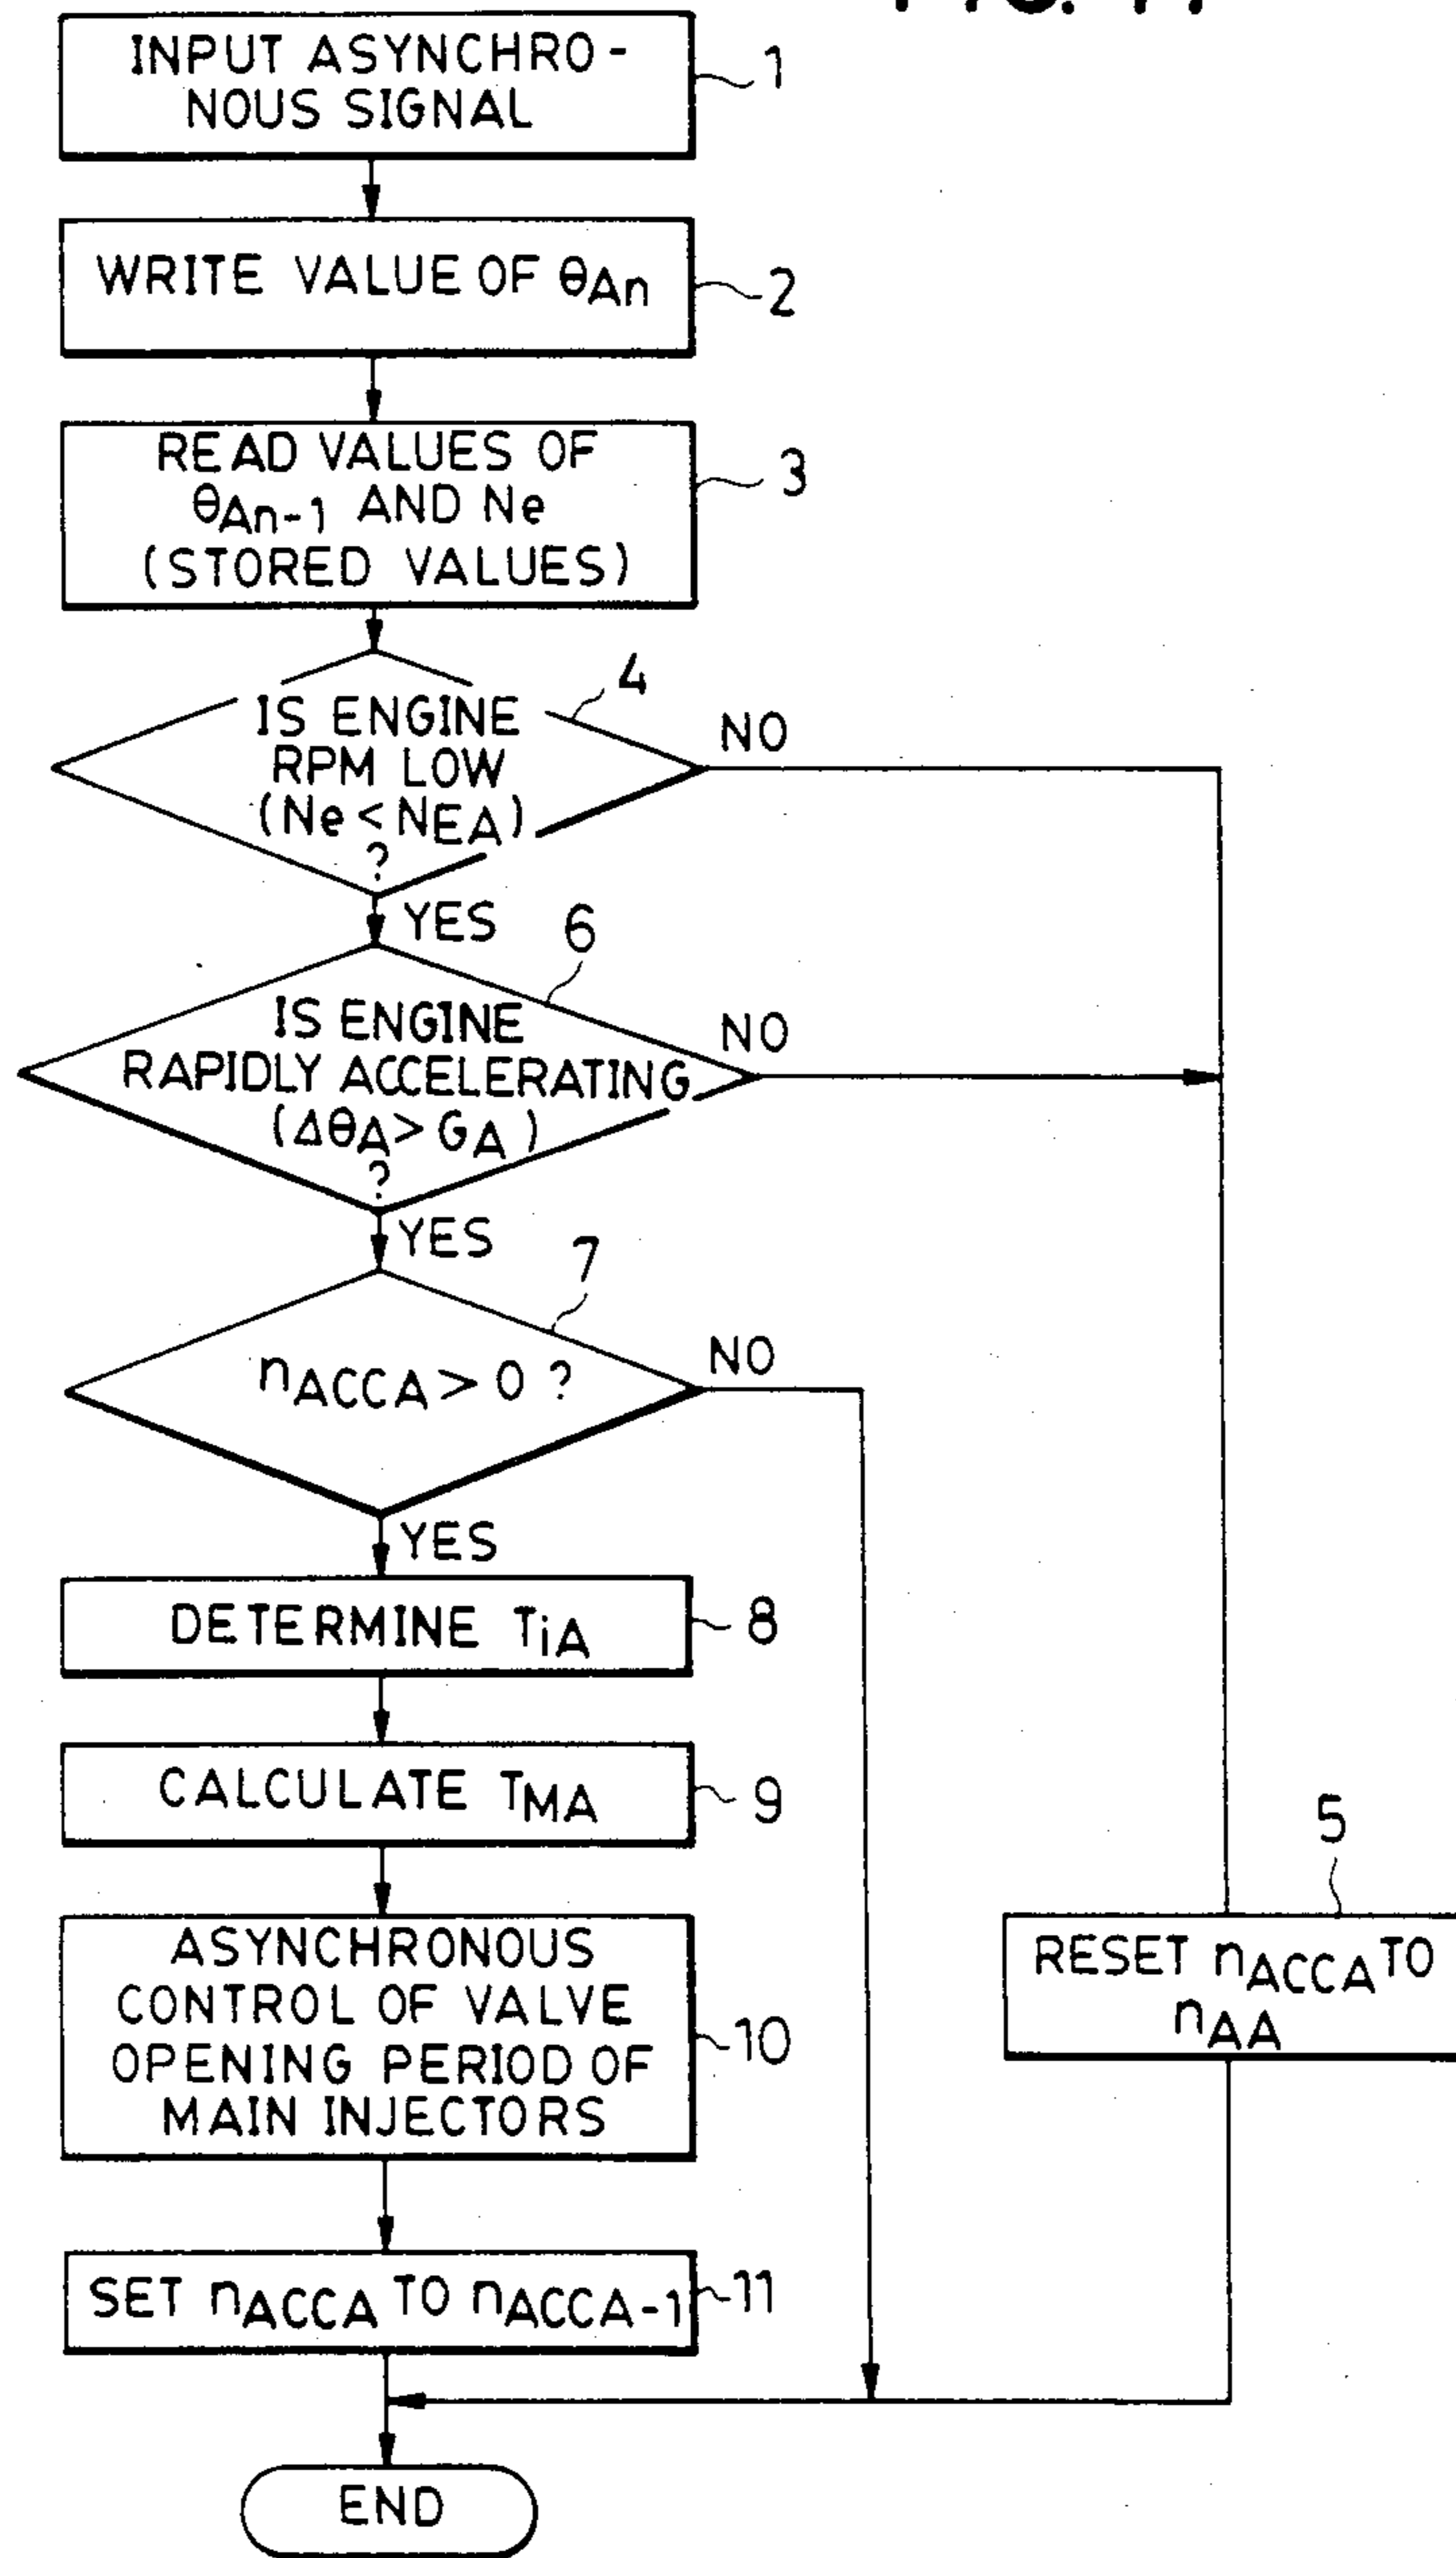 INPUT ASYNCHRO-
NOUS SIGNAL
1
WRITE VALUE OF θAn
2
READ VALUES OF
θAn-1 AND Ne
(STORED VALUES)
3
IS ENGINE
RPM LOW
(Ne < NEA)
?
4
NO
YES
IS ENGINE
RAPIDLY ACCELERATING
(ΔθA > GA)
?
6
NO
YES
nACCA > 0 ?
7
NO
YES
DETERMINE TiA
8
CALCULATE TMA
9
ASYNCHRONOUS
CONTROL OF VALVE
OPENING PERIOD OF
MAIN INJECTORS
10
5
RESET nACCA TO
nAA
SET nACCA TO nACCA-1
11
END